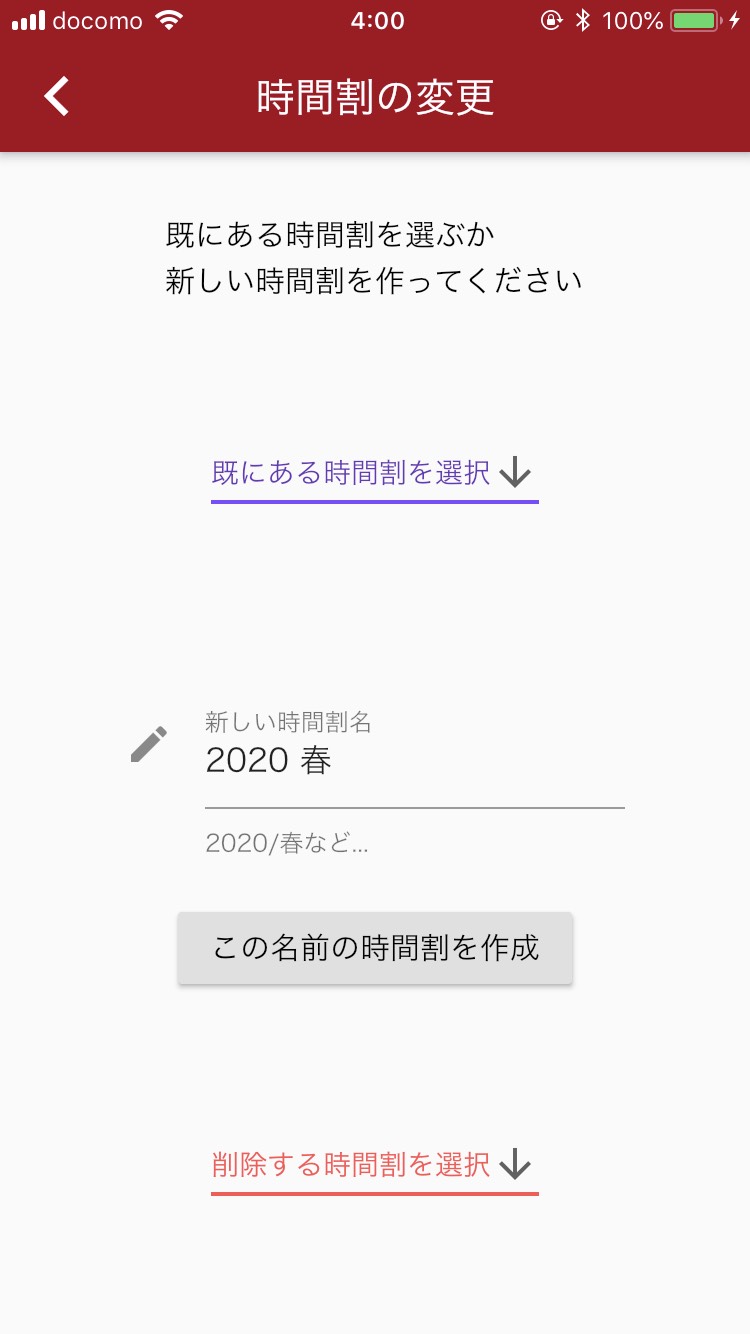 docomo 4:00 100%
時間割の変更
既にある時間割を選ぶか
新しい時間割を作ってください
既にある時間割を選択
新しい時間割名
2020 春
2020/春など...
この名前の時間割を作成
削除する時間割を選択